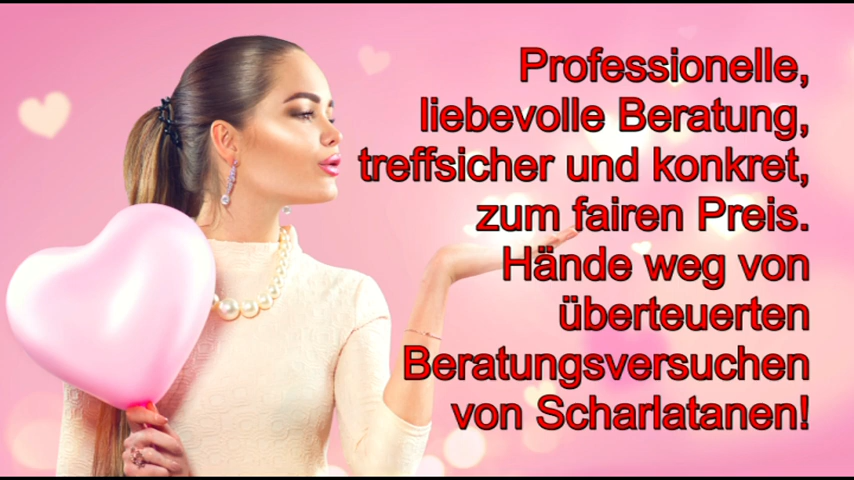 Professionelle,
liebevolle Beratung,
treffsicher und konkret,
zum fairen Preis.
Hände weg von
überteuerten
Beratungsversuchen
von Scharlatanen!